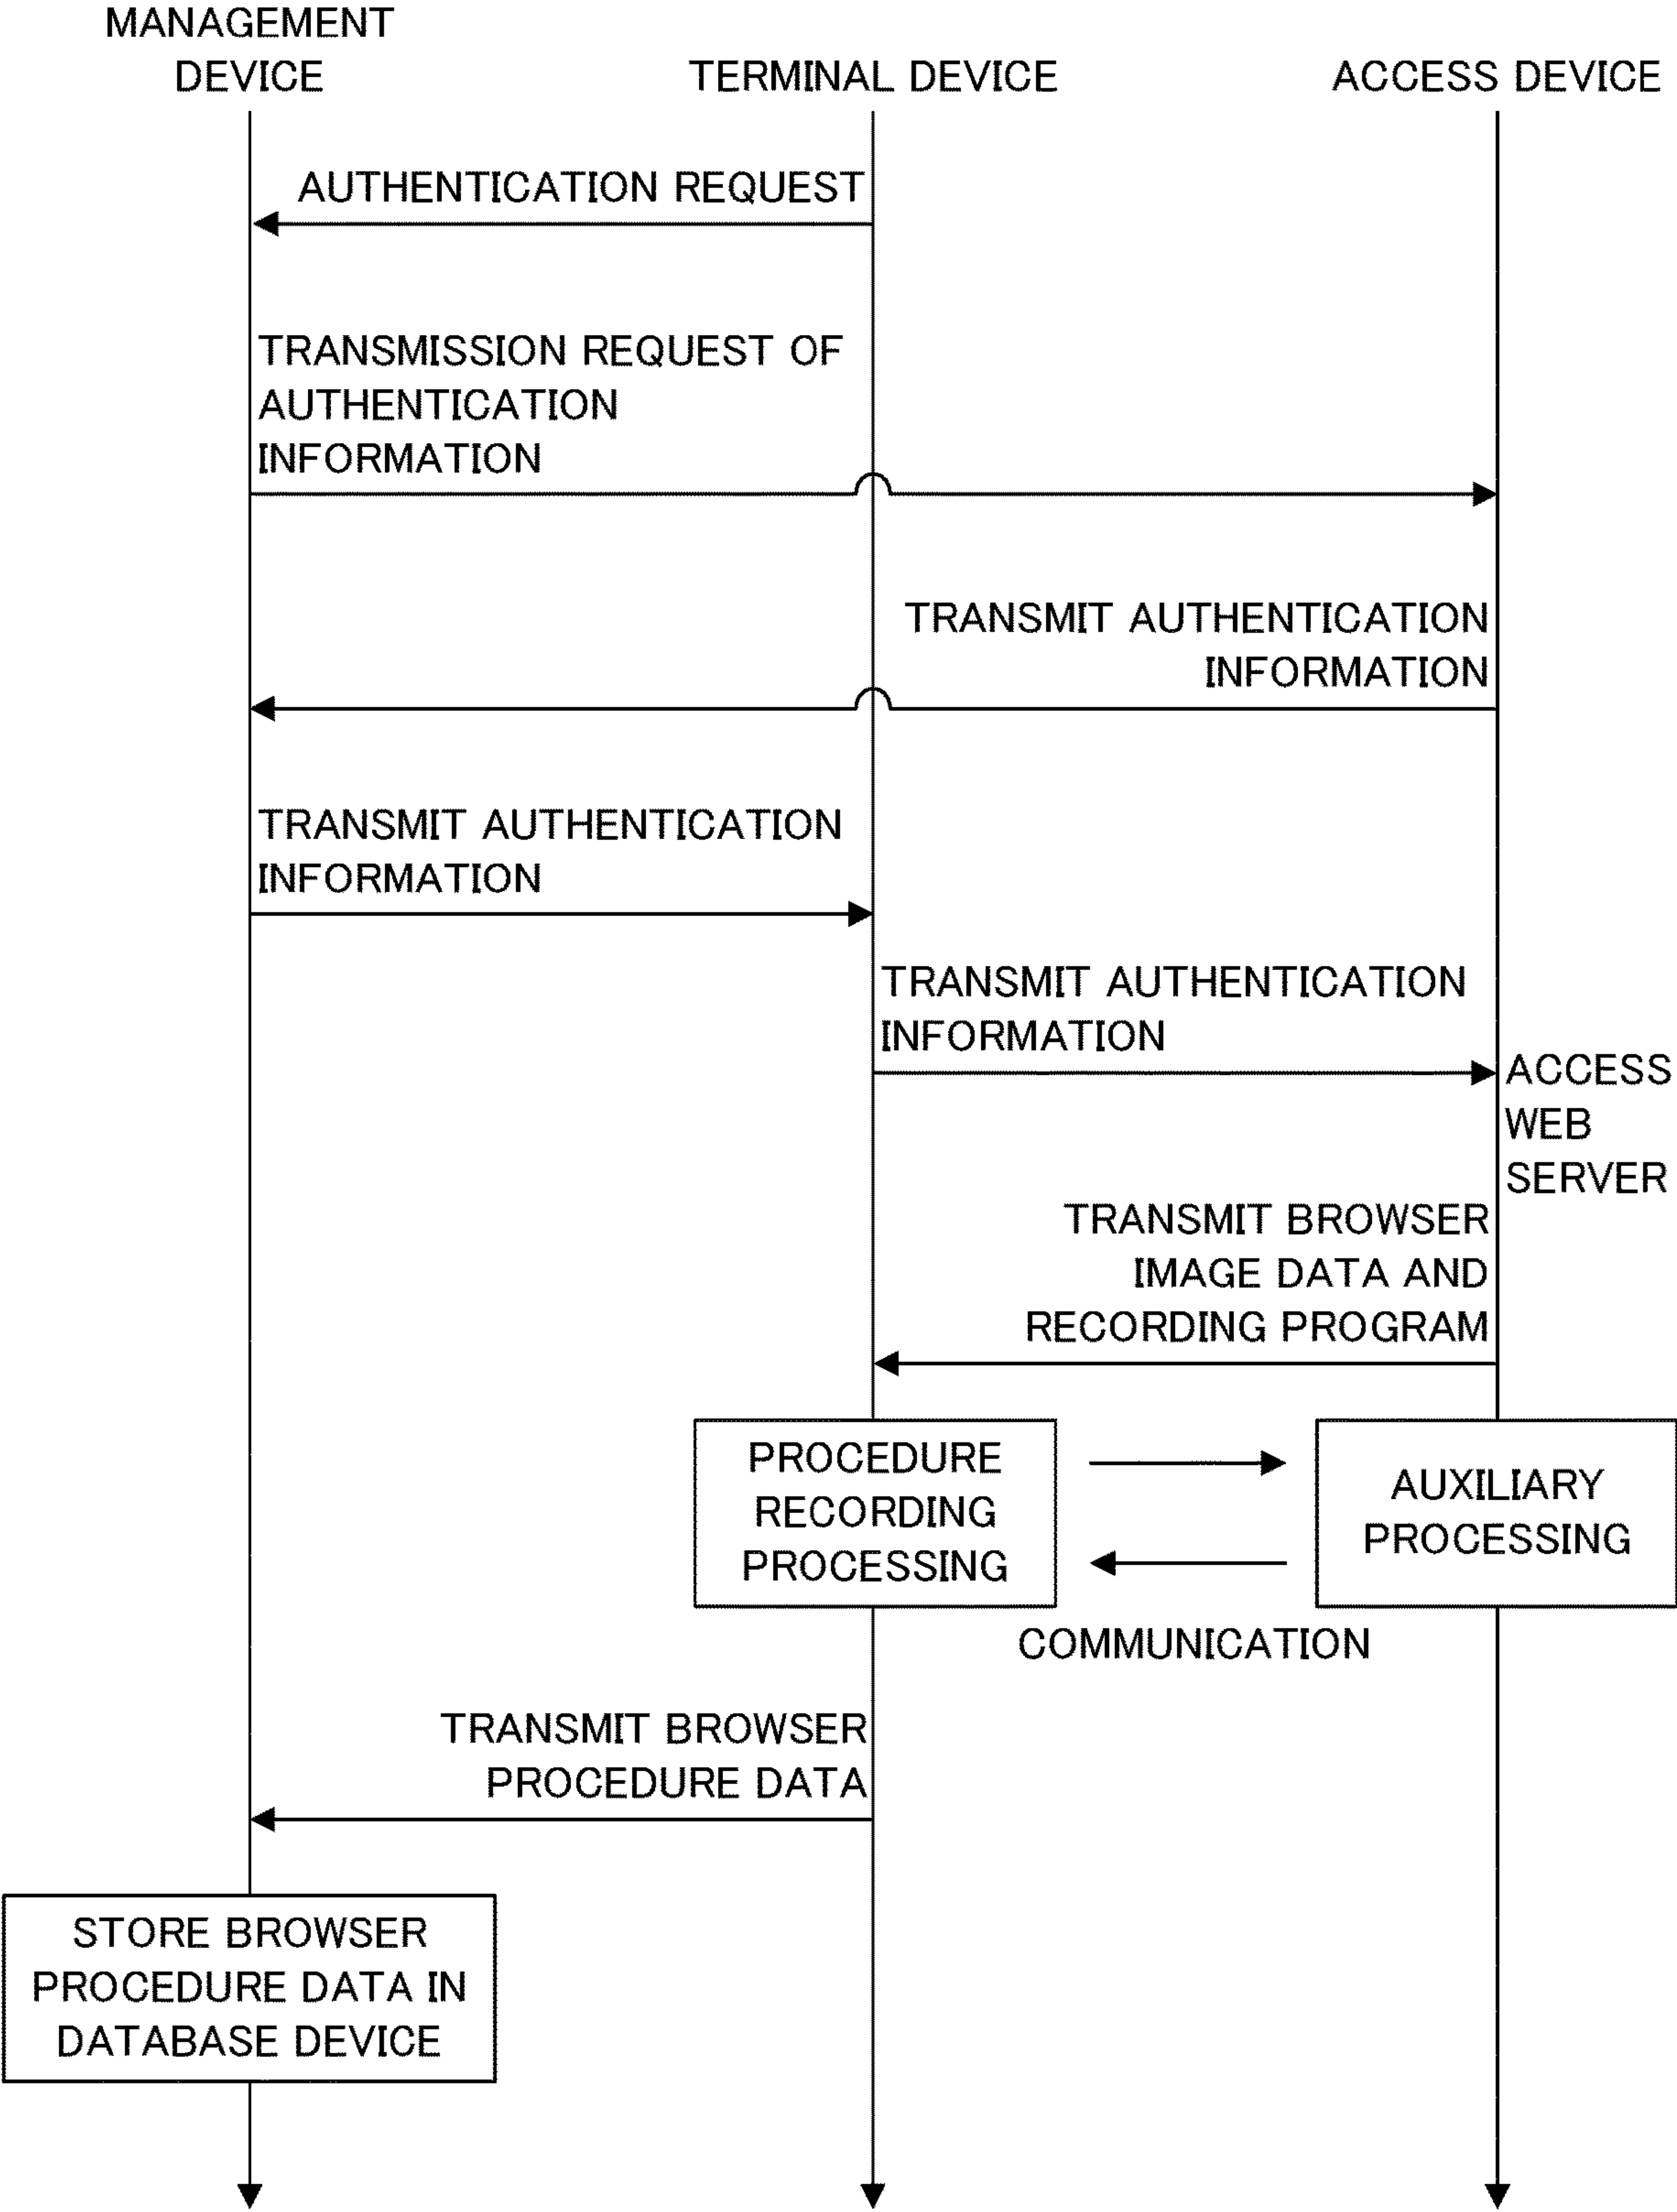 MANAGEMENT
DEVICE
TERMINAL DEVICE
ACCESS DEVICE
AUTHENTICATION REQUEST
TRANSMISSION REQUEST OF
AUTHENTICATION
INFORMATION
TRANSMIT AUTHENTICATION
INFORMATION
TRANSMIT AUTHENTICATION
INFORMATION
TRANSMIT AUTHENTICATION
INFORMATION
ACCESS
WEB
SERVER
TRANSMIT BROWSER
IMAGE DATA AND
RECORDING PROGRAM
PROCEDURE
RECORDING
PROCESSING
AUXILIARY
PROCESSING
COMMUNICATION
TRANSMIT BROWSER
PROCEDURE DATA
STORE BROWSER
PROCEDURE DATA IN
DATABASE DEVICE